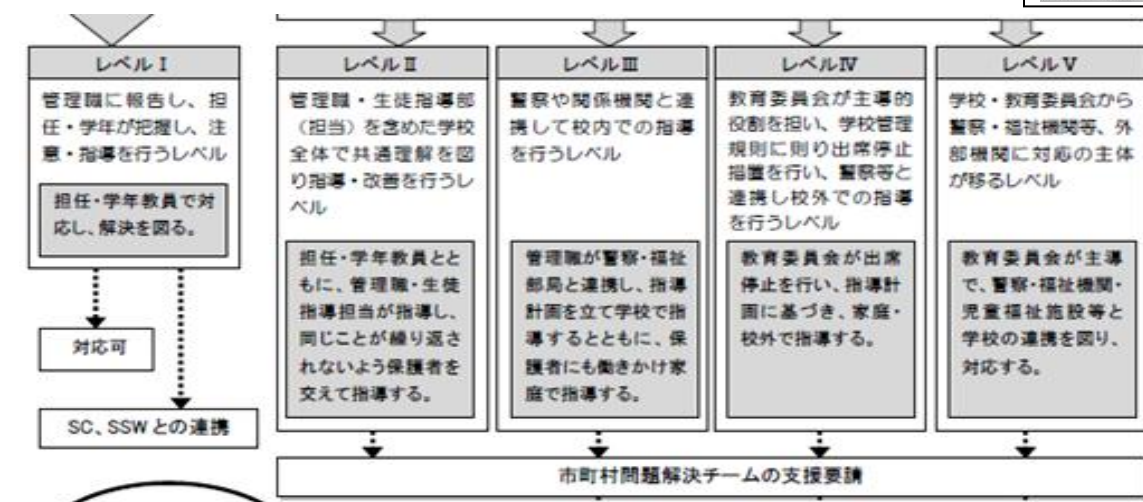 レベルⅠ
管理職に報告し、担
任・学年が把握し、注
意・指導を行うレベル
担任・学年教員で対
応し、解決を図る。
対応可
SC、SSWとの連携
レベルⅡ
管理職・生徒指導部
（担当）を含めた学校
全体で共通理解を図
り指導・改善を行うレ
ベル
担任・学年教員とと
もに、管理職・生徒
指導担当が指導し、
同じことが繰り返さ
れないよう保護者を
交えて指導する。
レベルⅢ
警察や関係機関と連
携して校内での指導
を行うレベル
管理職が警察・福祉
部局と連携し、指導
計画を立て学校で指
導するとともに、保
護者にも働きかけ家
庭で指導する。
レベルⅣ
教育委員会が主導的
役割を担い、学校管理
規則に則り出席停止
措置を行い、警察等と
連携し校外での指導
を行うレベル
教育委員会が出席
停止を行い、指導計
画に基づき、家庭・
校外で指導する。
レベルⅤ
学校・教育委員会から
警察・福祉機関等、外
部機関に対応の主体
が移るレベル
教育委員会が主導
で、警察・福祉機関・
児童福祉施設等と
学校の連携を図り、
対応する。
市町村問題解決チームの支援要請